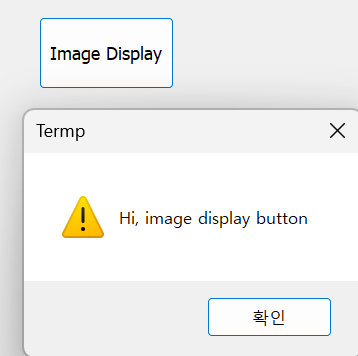 Image Display
Termp
Hi, image display button
확인